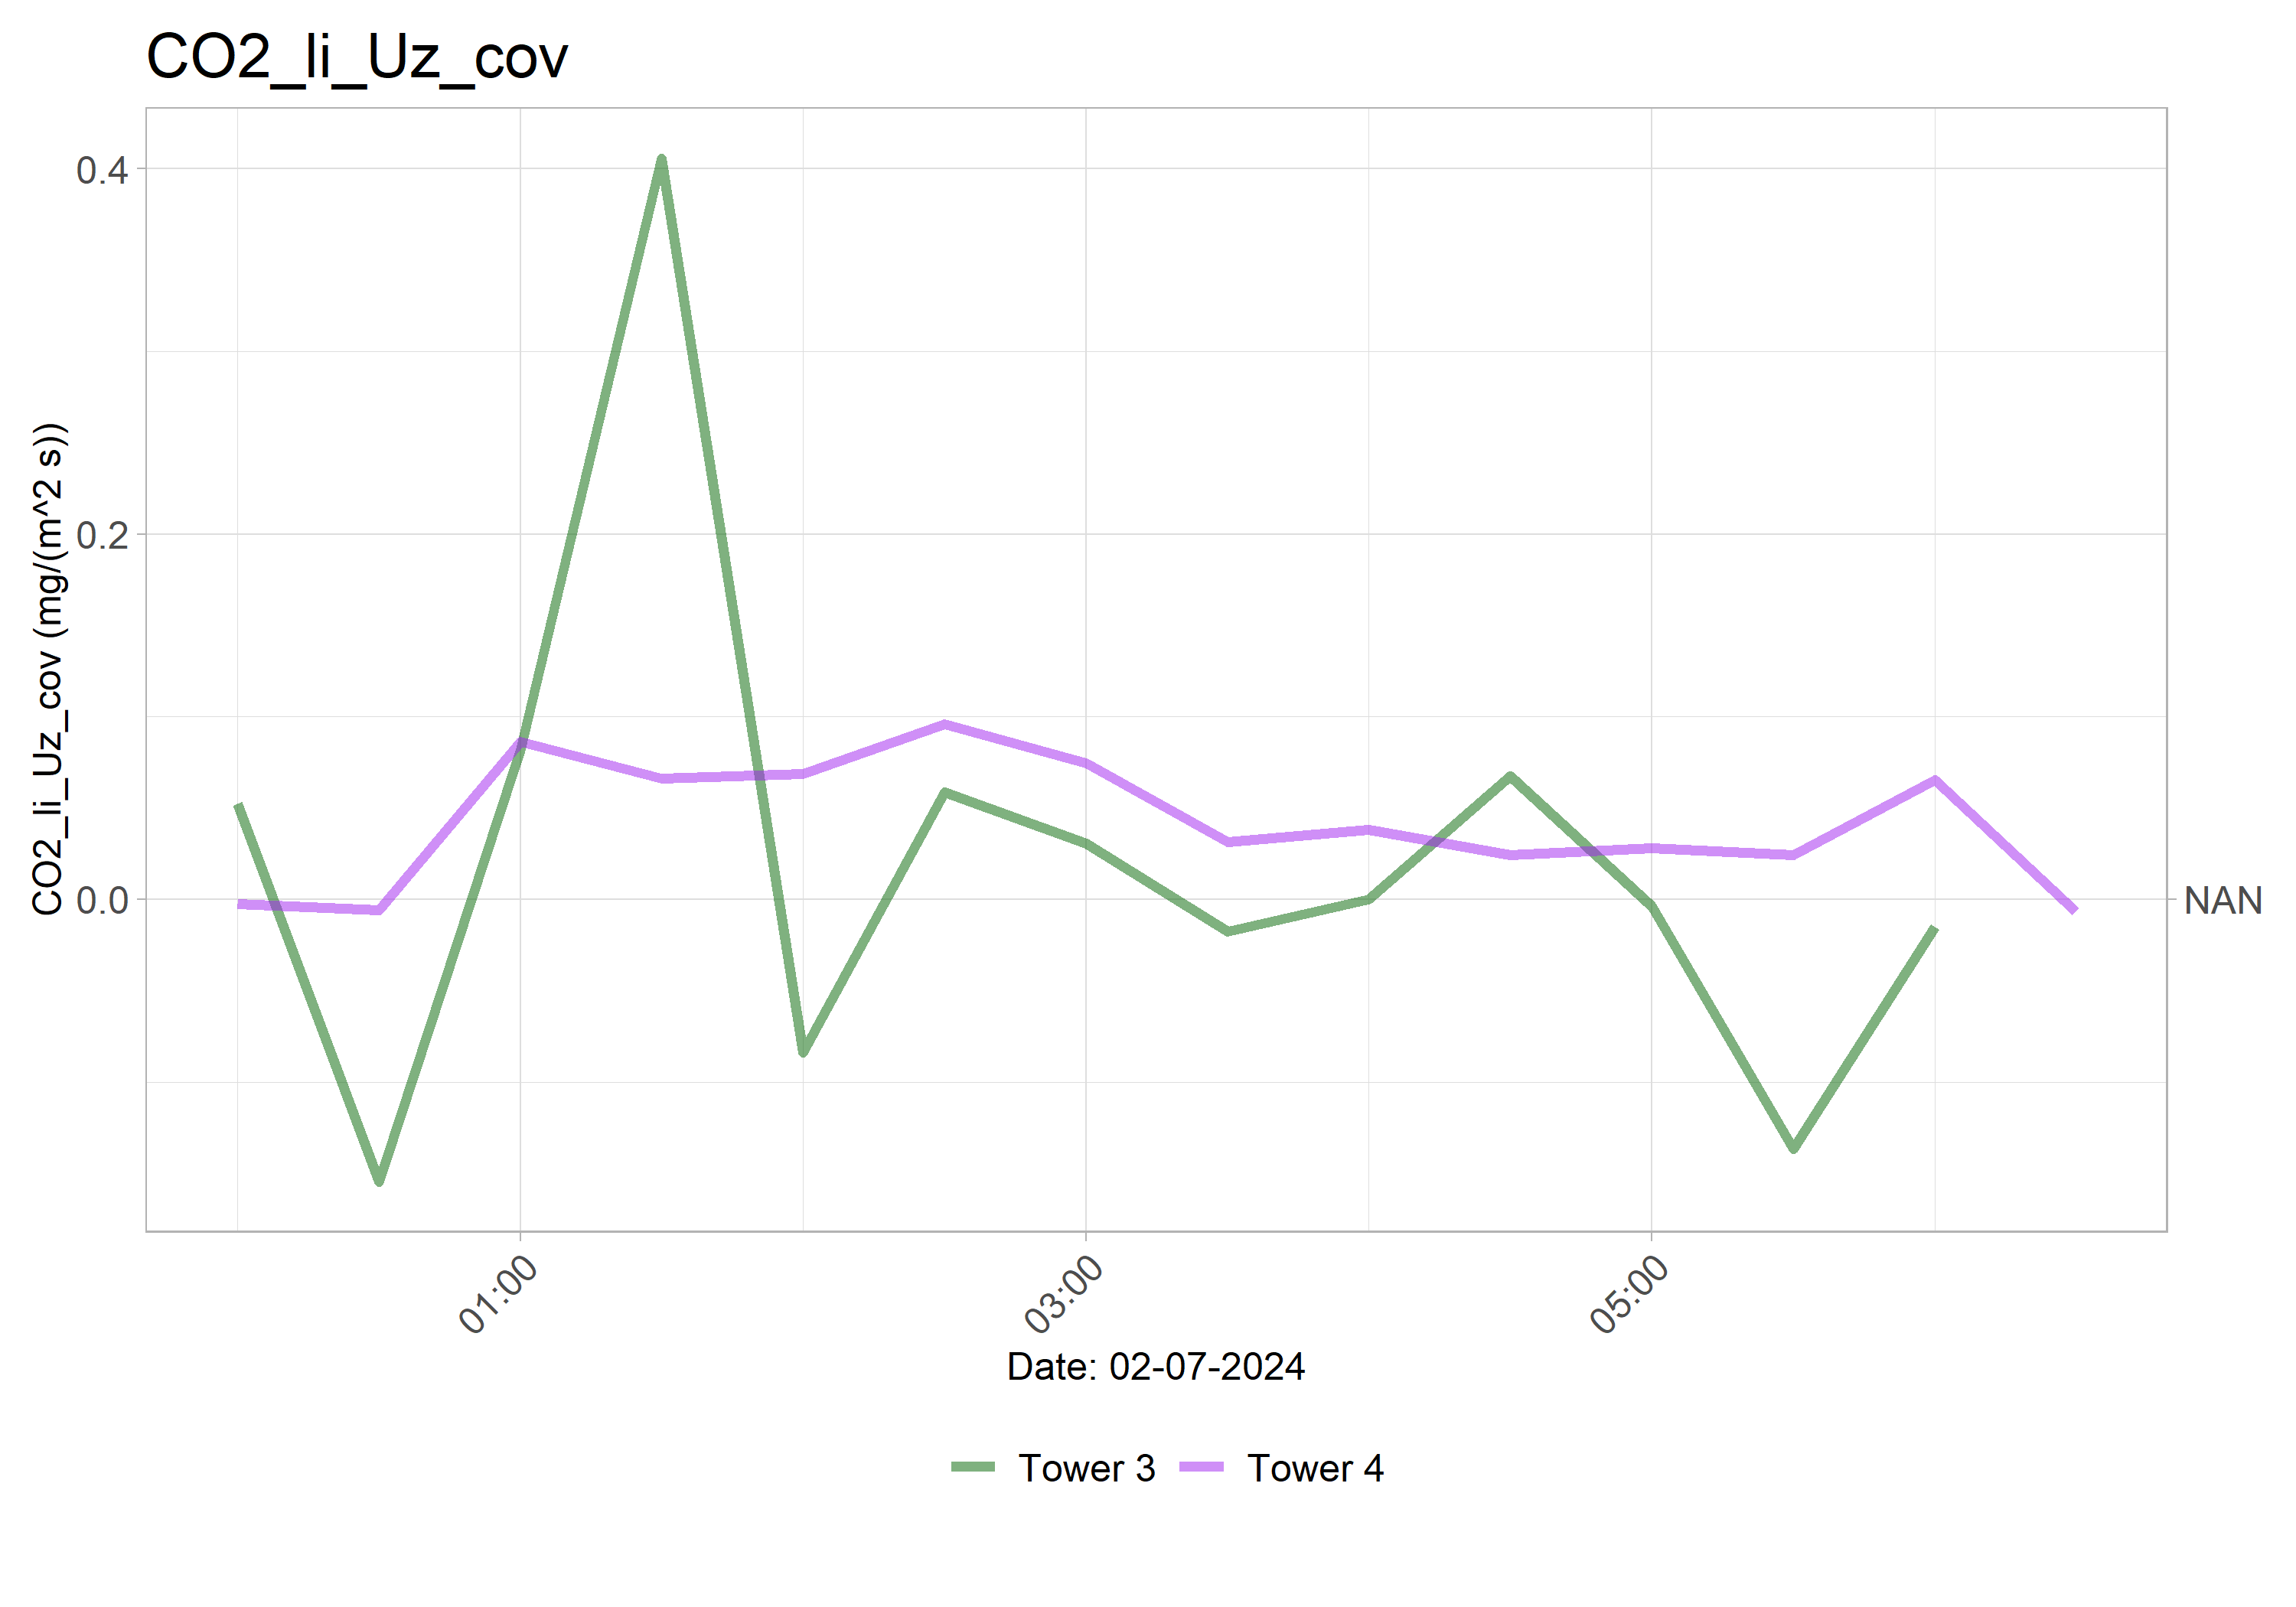 CO2_li_Uz_cov
CO2_li_Uz_cov (mg/(m^2 s))
0.4
0.2
0.0
NAN
01:00
03:00
05:00
Date: 02-07-2024
Tower 3
Tower 4